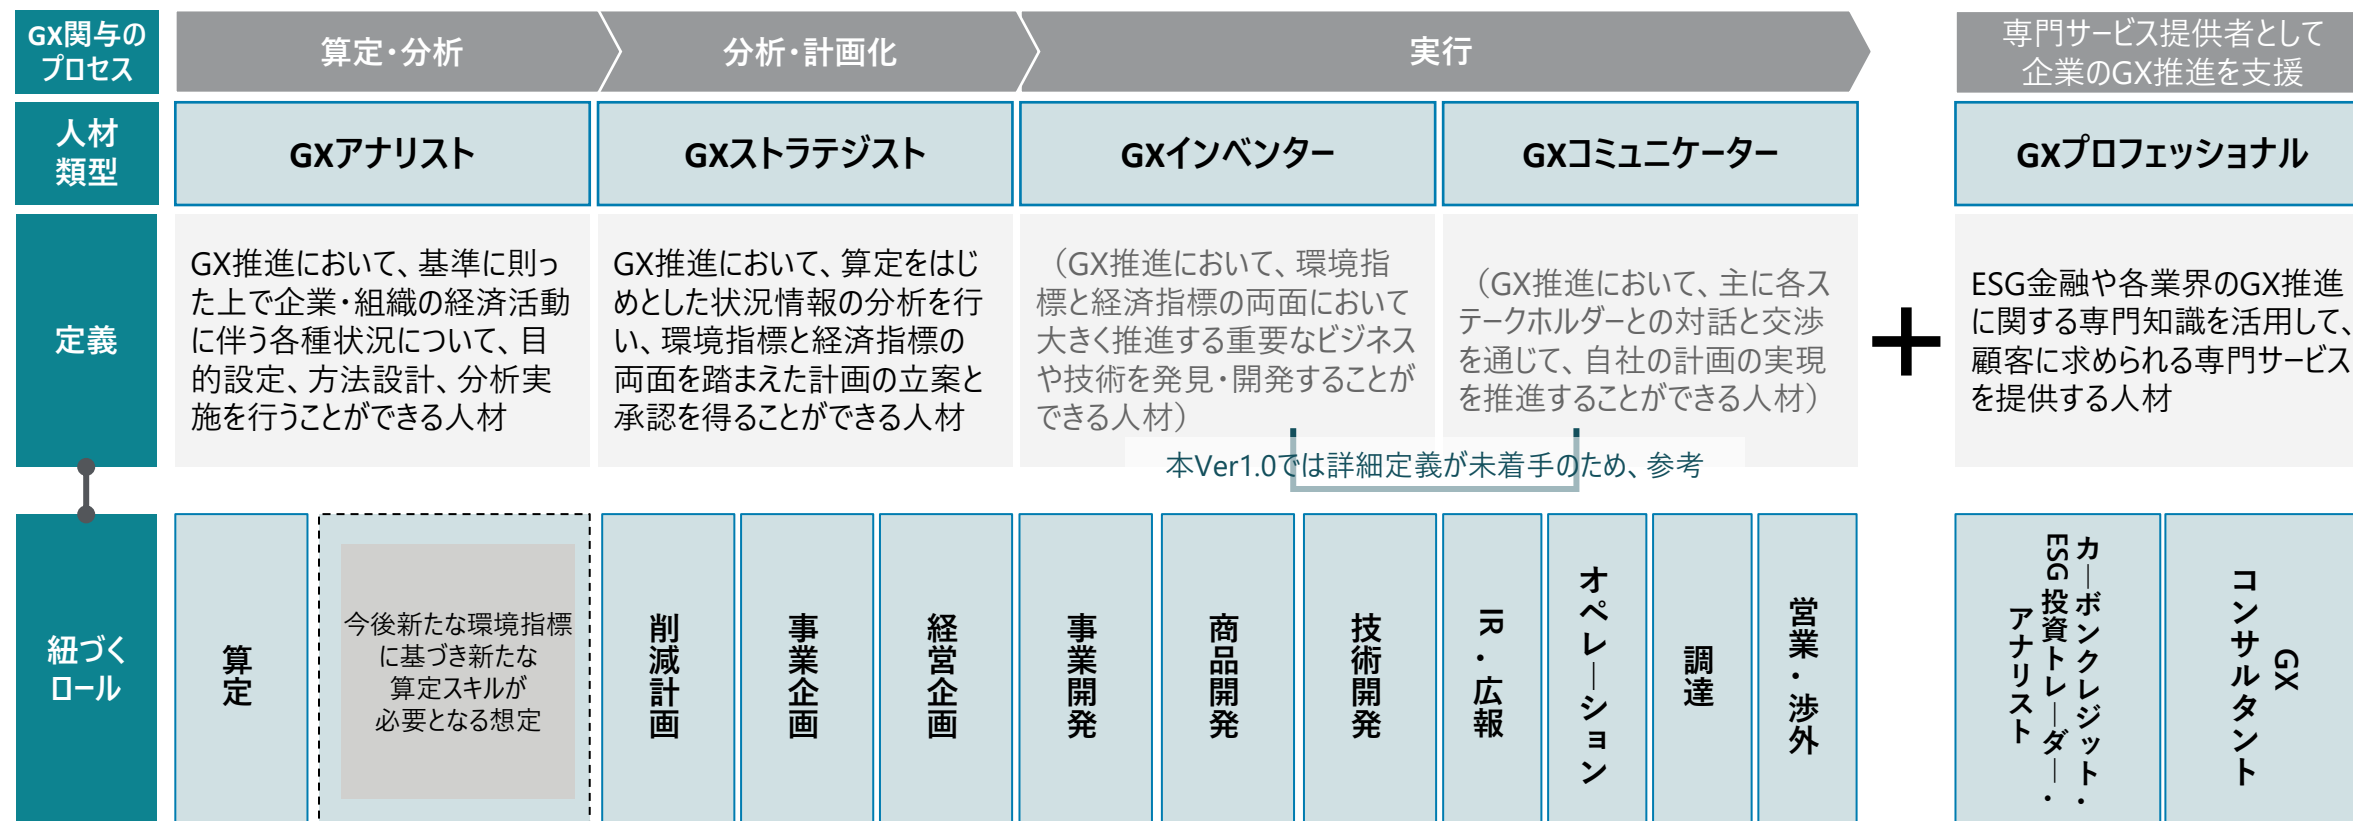 GX関与の
プロセス
算定・分析
分析・計画化
実行
専門サービス提供者として
企業のGX推進を支援
人材
類型
GXアナリスト
GXストラテジスト
GXインベンター
GXコミュニケーター
GXプロフェッショナル
定義
GX推進において、基準に則っ
た上で企業・組織の経済活動
に伴う各種状況について、目
的設定、方法設計、分析実
施を行うことができる人材
GX推進において、算定をはじ
めとした状況情報の分析を行
い、環境指標と経済指標の
両面を踏まえた計画の立案と
承認を得ることができる人材
（GX推進において、環境指
標と経済指標の両面において
大きく推進する重要なビジネス
や技術を発見・開発することが
できる人材）
（GX推進において、主に各ス
テークホルダーとの対話と交渉
を通じて、自社の計画の実現
を推進することができる人材）
＋
ESG金融や各業界のGX推進
に関する専門知識を活用して、
顧客に求められる専門サービス
を提供する人材
本Ver1.0では詳細定義が未着手のため、参考
紐づく
ロール
算定
今後新たな環境指標
に基づき新たな
算定スキルが
必要となる想定
削減計画
事業企画
経営企画
事業開発
商品開発
技術開発
IR・広報
オペレーション
調達
営業・渉外
カーボンクレジット・
ESG投資トレーダー・
アナリスト
GX
コンサルタント